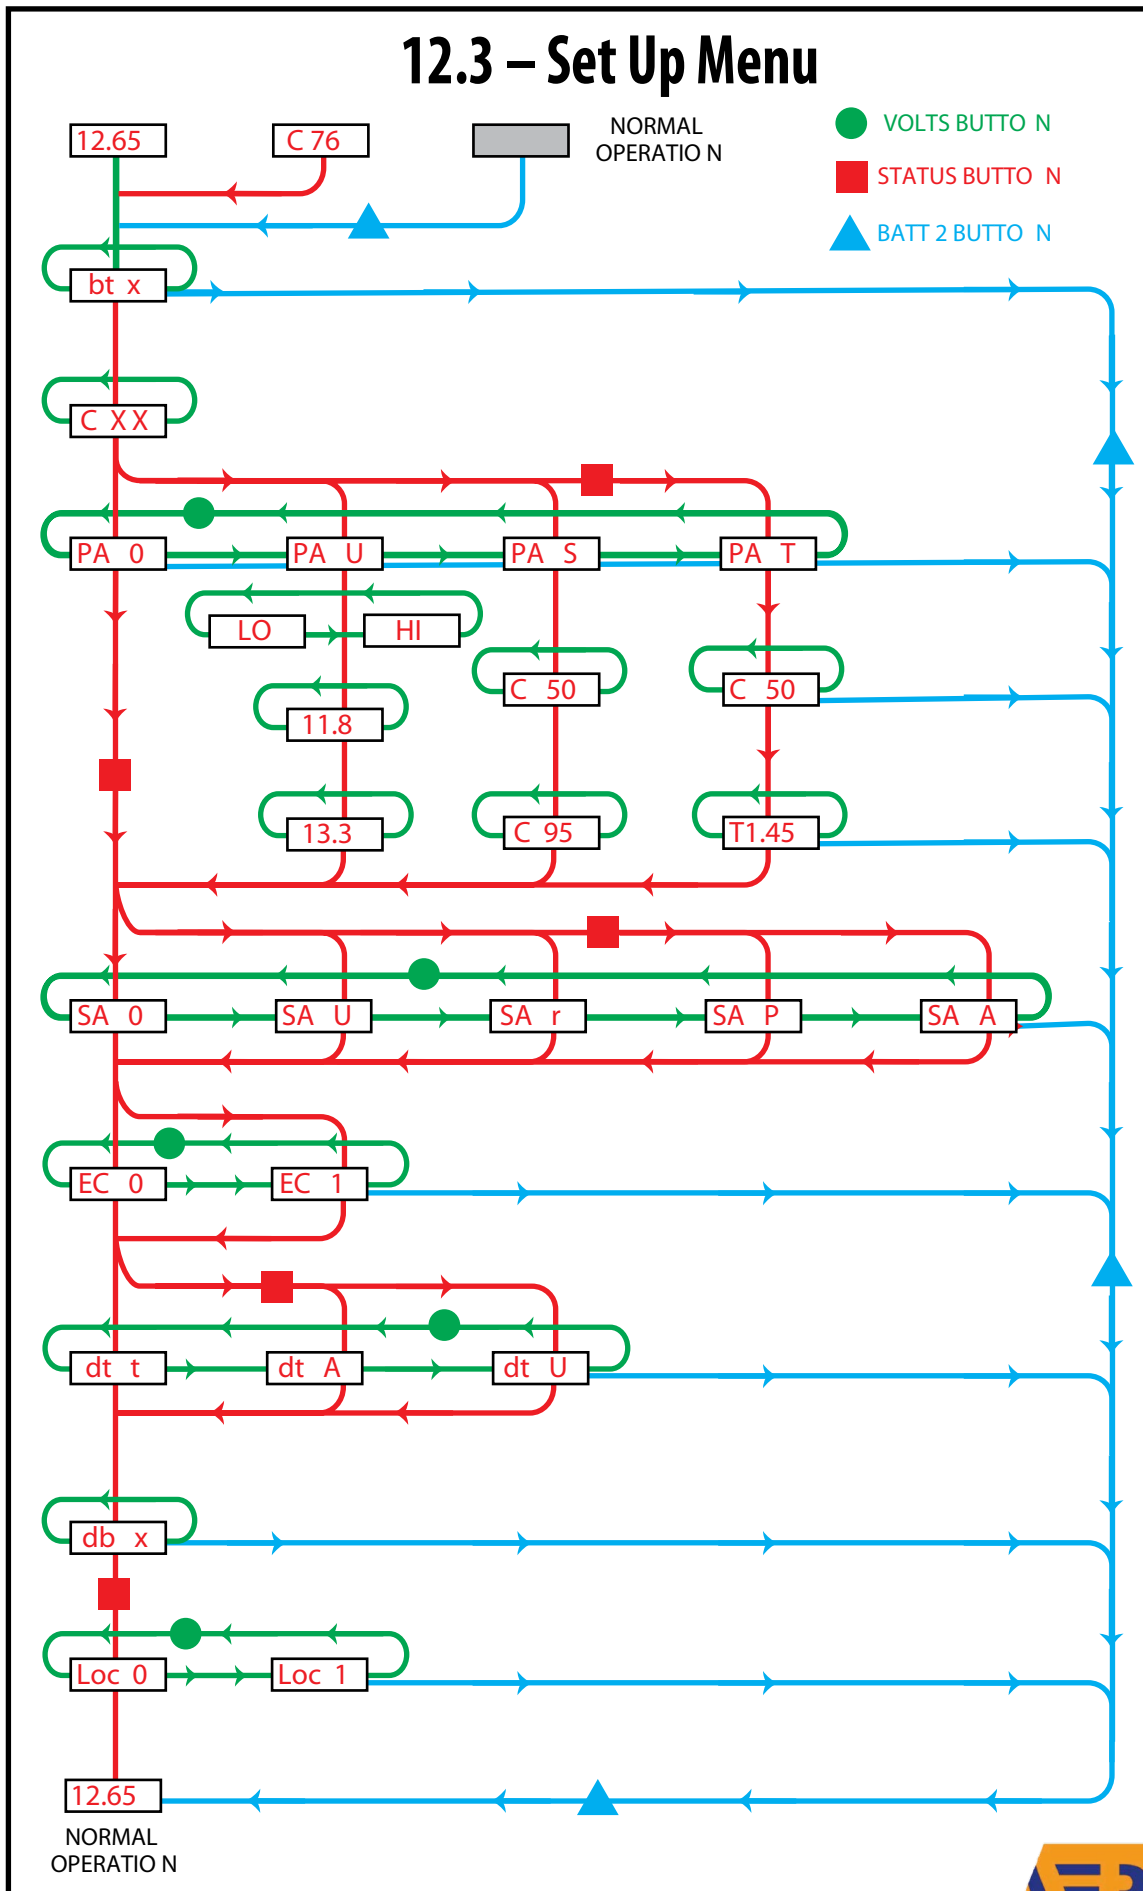 12.3 – Set Up Menu
12.65
C 76
NORMAL
OPERATIO N
VOLTS BUTTO N
STATUS BUTTO N
BATT 2 BUTTO N
bt x
C XX
PA 0
PA U
PA S
PA T
LO
HI
C 50
C 50
11.8
13.3
C 95
T1.45
SA 0
SA U
SA r
SA P
SA A
EC 0
EC 1
dt t
dt A
dt U
db x
Loc 0
Loc 1
12.65
NORMAL
OPERATIO N